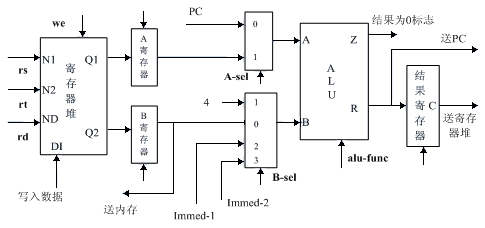 we
PC
结果为0标志
rs
N1
Q1
寄存器堆
A寄存器
0
1
A-sel
A
Z
ALU
送PC
rt
N2
rd
ND
Q2
DI
B寄存器
4
1
0
2
3
B
R
结果寄存器
C
送寄存器堆
B-sel
alu-func
写入数据
送内存
Immed-1
Immed-2